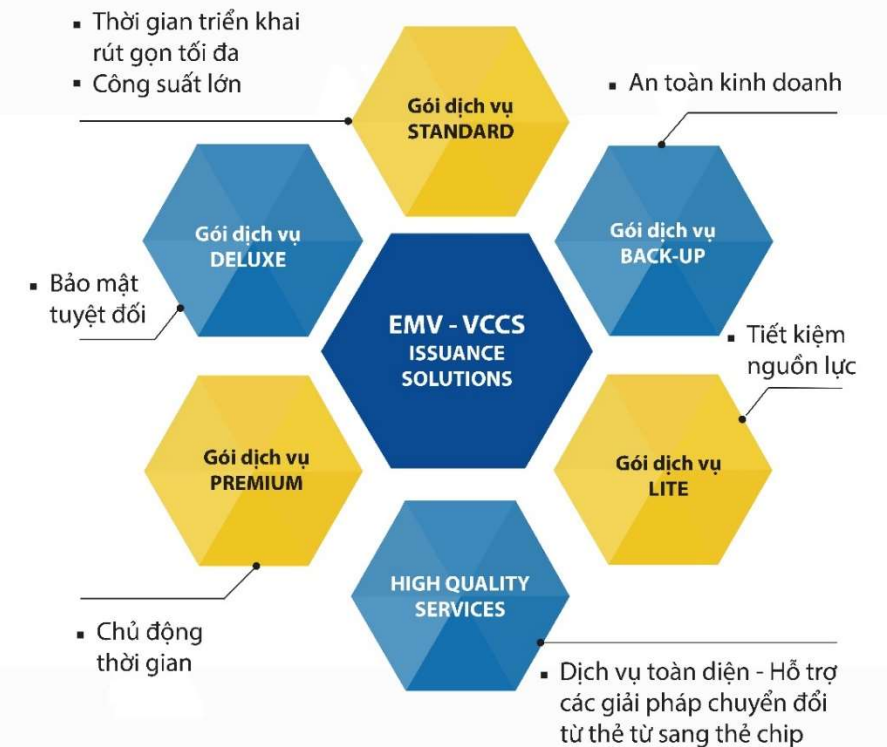 ▪ Thời gian triển khai
rút gọn tối đa
▪ Công suất lớn
Gói dịch vụ
STANDARD
▪ An toàn kinh doanh
Gói dịch vụ
DELUXE
Gói dịch vụ
BACK-UP
▪ Bảo mật
tuyệt đối
EMV - VCCS
ISSUANCE
SOLUTIONS
▪ Tiết kiệm
nguồn lực
Gói dịch vụ
PREMIUM
Gói dịch vụ
LITE
HIGH QUALITY
SERVICES
▪ Chủ động
thời gian
▪ Dịch vụ toàn diện - Hỗ trợ
các giải pháp chuyển đổi
từ thẻ từ sang thẻ chip